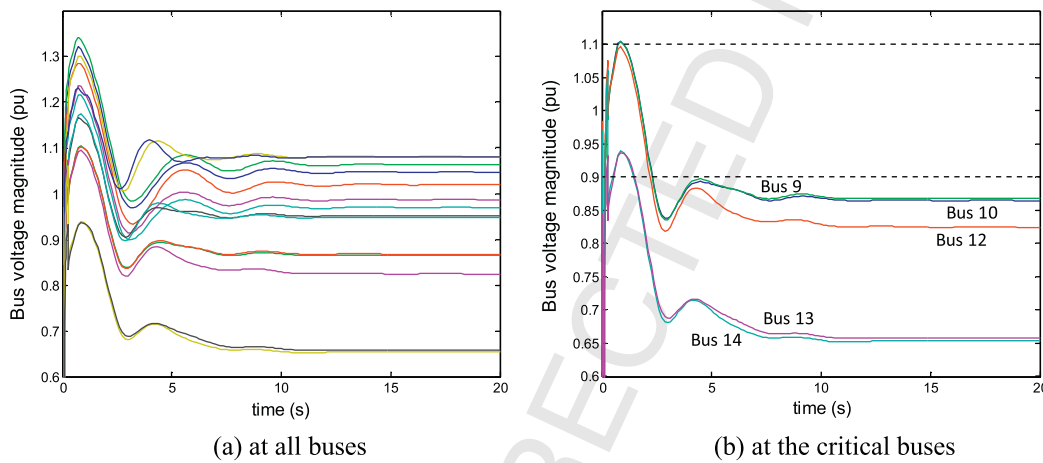 1.3
1.2
1.1
1
0.9
0.8
0.7
0.6
0
5
10
15
20
Bus voltage magnitude (pu)
time (s)
(a) at all buses
1.1
1.05
1
0.95
0.9
0.85
0.8
0.75
0.7
0.65
0.6
0
5
10
15
20
Bus voltage magnitude (pu)
time (s)
Bus 9
Bus 10
Bus 12
Bus 13
Bus 14
(b) at the critical buses